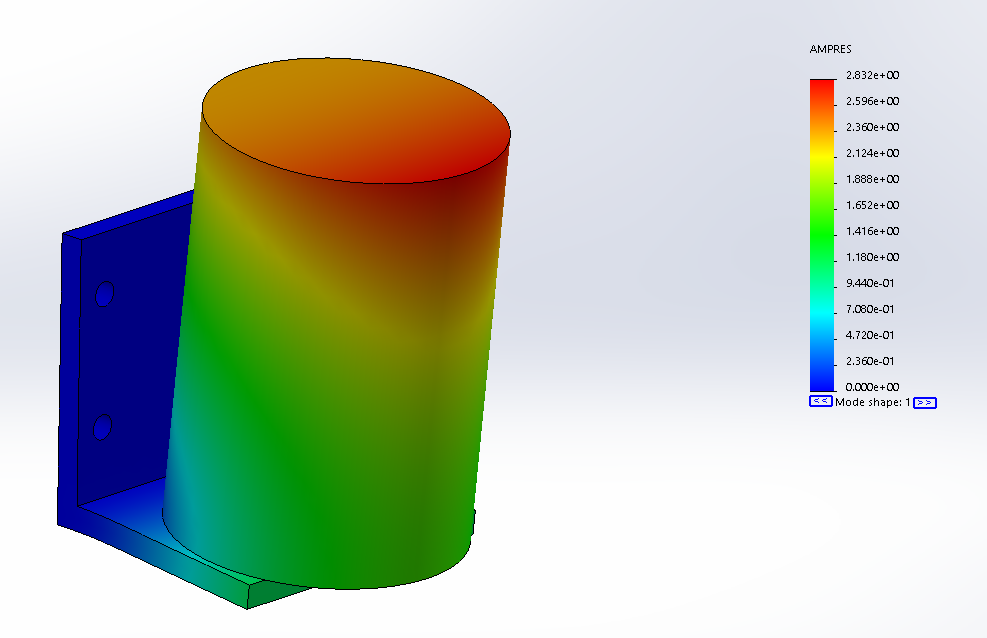 AMPRES
2.832e+00
2.596e+00
2.360e+00
2.124e+00
1.888e+00
1.652e+00
1.416e+00
1.180e+00
9.440e-01
7.080e-01
4.720e-01
2.360e-01
0.000e+00
<< Mode shape: 1 >>